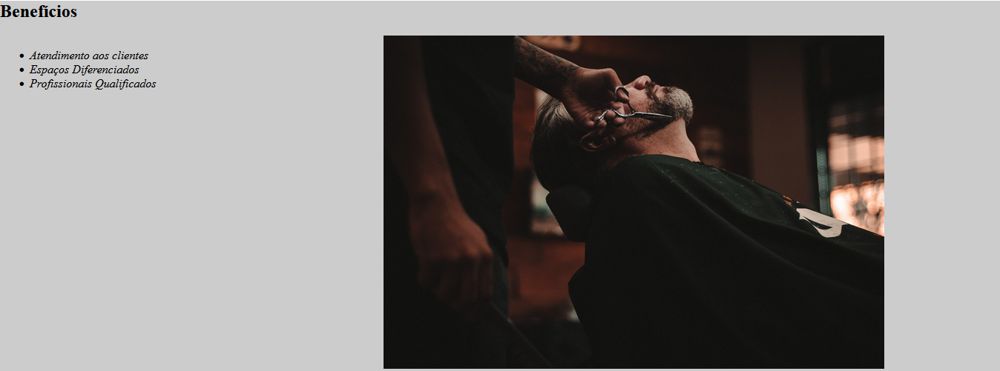 Benefícios
Atendimento aos clientes
Espaços Diferenciados
Profissionais Qualificados